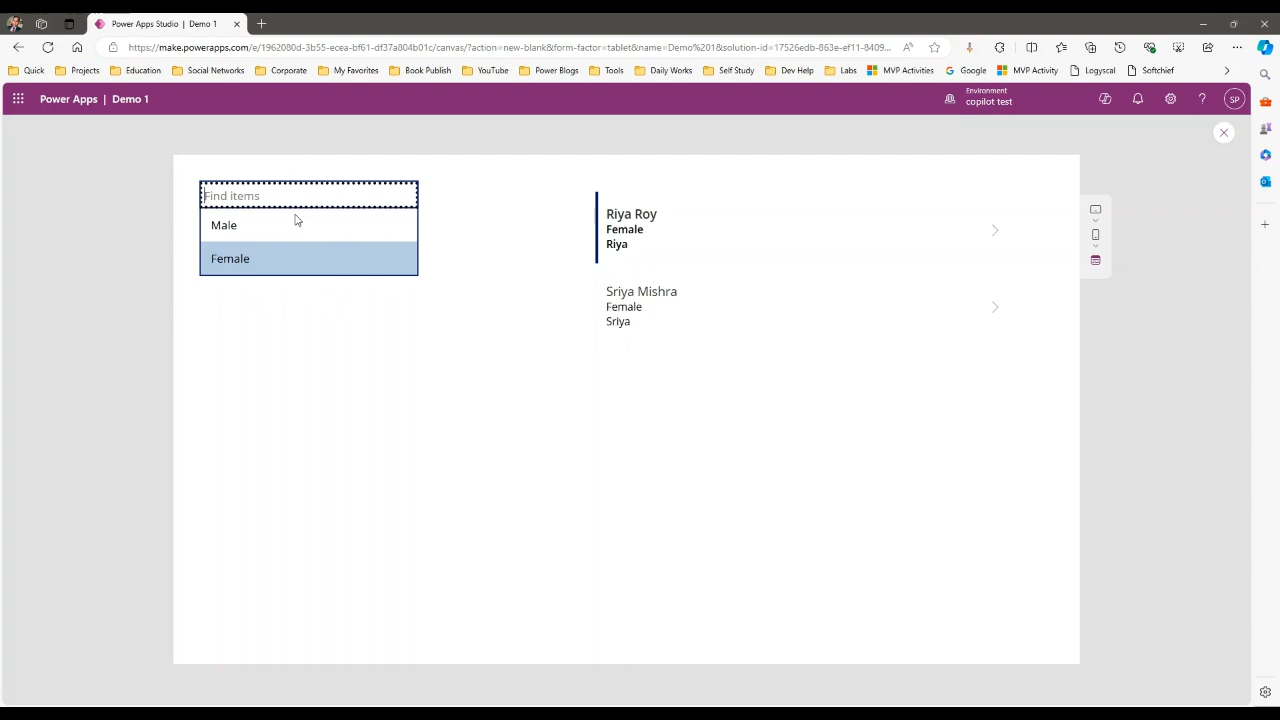 Power Apps Studio | Demo 1
https://make.powerapps.com/e/1962080d-3b55-ecea-bf61-df37a804b01c/canvas/?action=new-blank&form-factor=tablet&name=Demo%201&solution-id=17526edb-863e-ef11-8409...
Quick Projects Education Social Networks Corporate My Favorites Book Publish YouTube Power Blogs Tools Daily Works Self Study Dev Help Labs MVP Activities Google MVP Activity Logyscal Softchief
Power Apps | Demo 1
Environment
copilot test
SP
Find items
Male
Female
Riya Roy
Female
Riya
Sriya Mishra
Female
Sriya